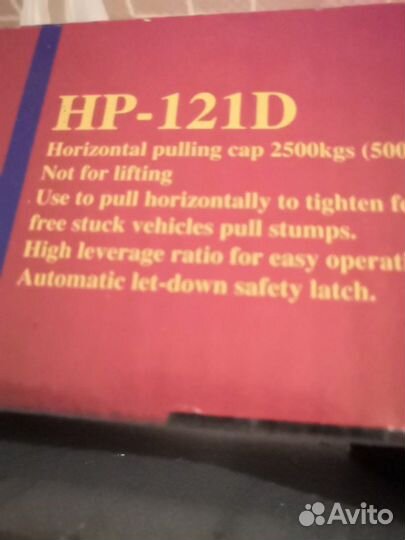 HP-121D
Horizontal pulling cap 2500kgs (500
Not for lifting
Use to pull horizontally to tighten fe
free stuck vehicles pull stumps.
High leverage ratio for easy operati
Automatic let-down safety latch.
Avito